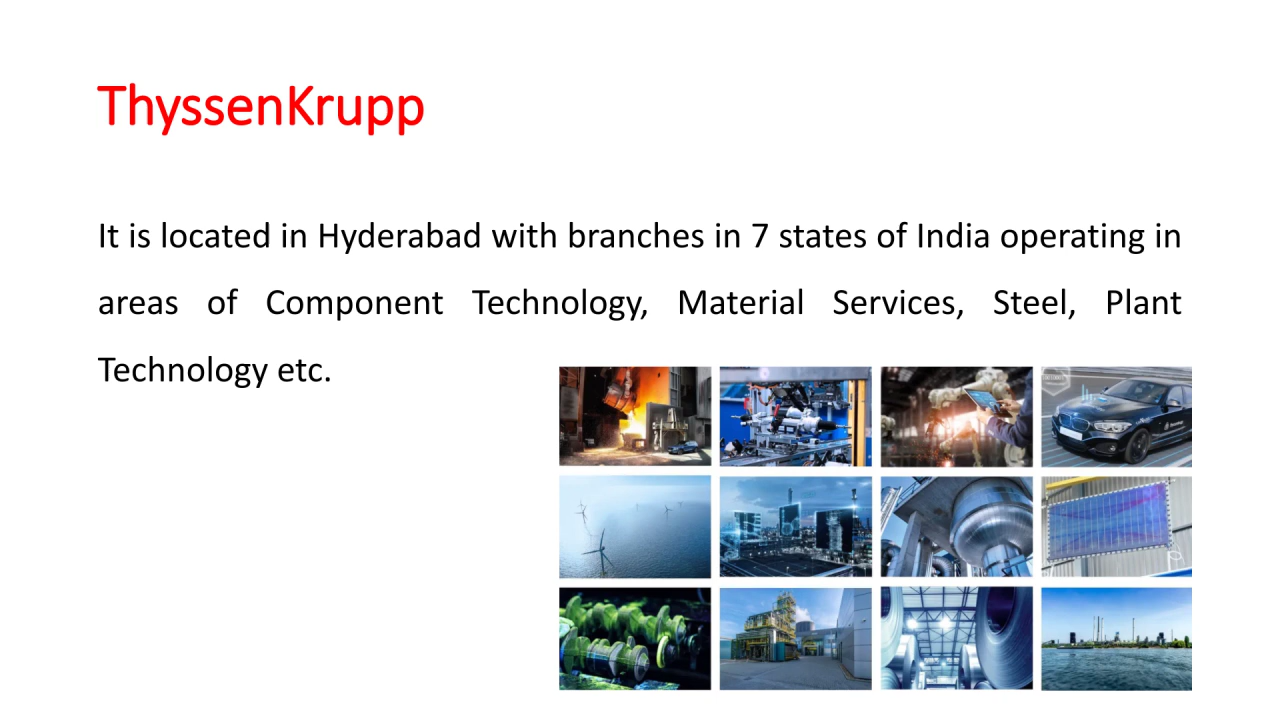 ThyssenKrupp
It is located in Hyderabad with branches in 7 states of India operating in
areas of Component Technology, Material Services, Steel, Plant
Technology etc.